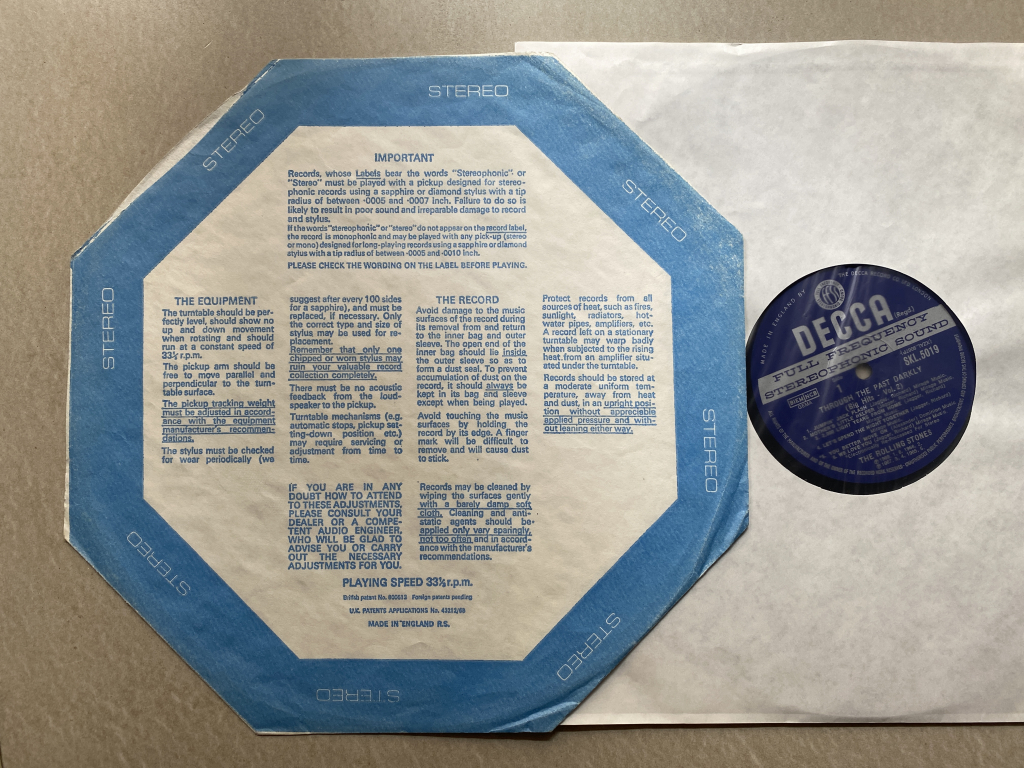 STEREO
STEREO
STEREO
STEREO
STEREO
STEREO
STEREO
STEREO
IMPORTANT
Records, whose Labels bear the words "Stereophonic" or
"Stereo" must be played with a pickup designed for stereo-
phonic records using a sapphire or diamond stylus with a tip
radius of between ·0005 and ·0007 inch. Failure to do so is
likely to result in poor sound and irreparable damage to record
and stylus.
If the words "stereophonic" or "stereo" do not appear on the record label,
the record is monophonic and may be played with any pick-up (stereo
or mono) designed for long-playing records using a sapphire or diamond
stylus with a tip radius of between ·0005 and ·0010 inch.
PLEASE CHECK THE WORDING ON THE LABEL BEFORE PLAYING.
THE EQUIPMENT
The turntable should be per-
fectly level, should show no
up and down movement
when rotating and should
run at a constant speed of
33⅓ r.p.m.
The pick up arm should be
free to move parallel and
perpendicular to the turn-
table surface.
The pickup tracking weight
must be adjusted in accord-
ance with the equipment
manufacturer's recommen-
dations.
The stylus must be checked
for wear periodically (we
suggest after every 100 sides
for a sapphire), and must be
replaced, if necessary. Only
the correct type and size of
stylus may be used for re-
placement.
Remember that only one
chipped or worn stylus may
ruin your valuable record
collection completely.
There must be no acoustic
feedback from the loud-
speaker to the pickup.
Turntable mechanisms (e.g.
automatic stops, pickup set-
ting-down position etc.)
may require servicing or
adjustment from time to
time.
IF YOU ARE IN ANY
DOUBT HOW TO ATTEND
TO THESE ADJUSTMENTS,
PLEASE CONSULT YOUR
DEALER OR A COMPE-
TENT AUDIO ENGINEER,
WHO WILL BE GLAD TO
ADVISE YOU OR CARRY
OUT THE NECESSARY
ADJUSTMENTS FOR YOU.
THE RECORD
Avoid damage to the music
surfaces of the record during
its removal from and return
to the inner bag and outer
sleeve. The open end of the
inner bag should lie inside
the outer sleeve so as to
form a dust seal. To prevent
accumulation of dust on the
record, it should always be
kept in its bag and sleeve
except when being played.
Avoid touching the music
surfaces by holding the
record by its edge. A finger
mark will be difficult to
remove and will cause dust
to stick.
Records may be cleaned by
wiping the surfaces gently
with a barely damp soft
cloth. Cleaning and anti-
static agents should be
applied only very sparingly,
not too often and in accord-
ance with the manufacturer's
recommendations.
Protect records from all
sources of heat, such as fires,
sunlight, radiators, hot-
water pipes, amplifiers, etc.
A record left on a stationary
turntable may warp badly
when subjected to the rising
heat from an amplifier situ-
ated under the turntable.
Records should be stored at
a moderate uniform tem-
perature, away from heat
and dust, in an upright posi-
tion without appreciable
applied pressure and with-
out leaning either way.
PLAYING SPEED 33⅓ r.p.m.
Foreign patents pending
U.K. PATENTS APPLICATIONS No.
MADE IN ENGLAND R.S.
MADE IN ENGLAND BY
DECCA
(Regd)
FULL FREQUENCY
STEREOPHONIC SOUND
SKL.5019
THROUGH THE PAST DARKLY
(Big Hits Vol. 2)
THE ROLLING STONES